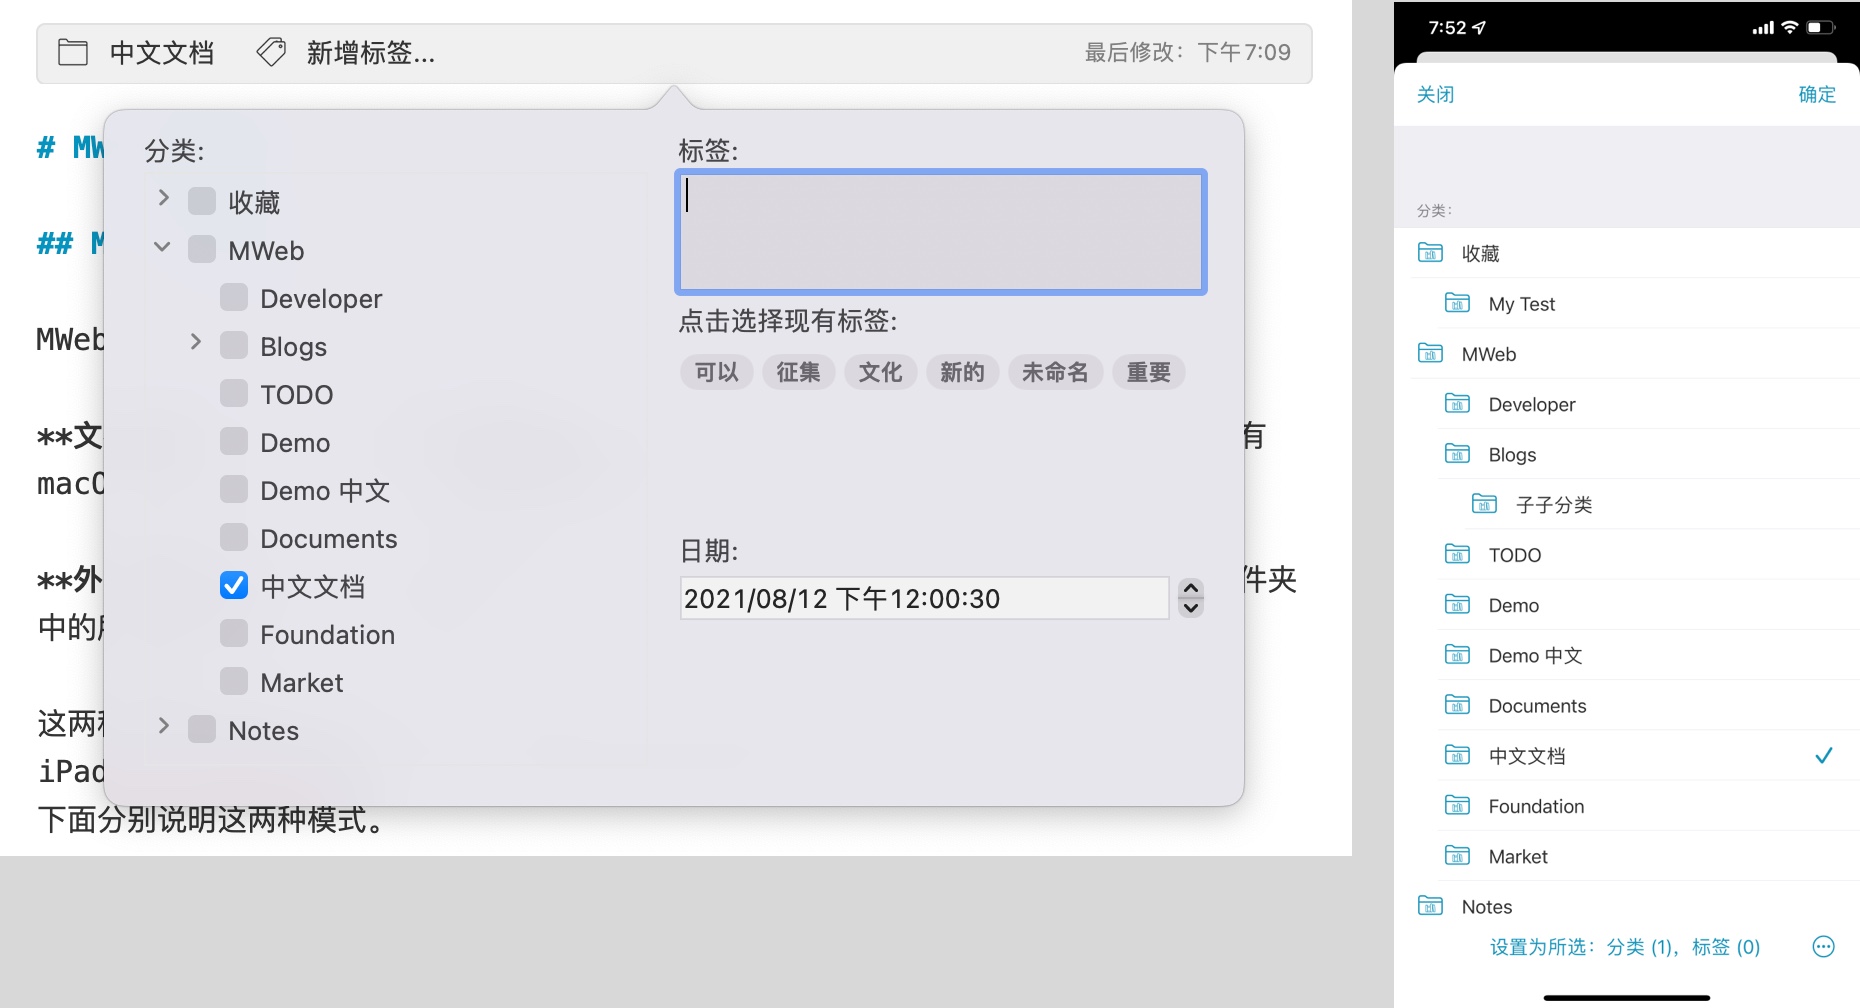 中文文档 新增标签... 最后修改：下午7:09
# MW
分类:
收藏
MWeb
Developer
Blogs
TODO
Demo
Demo 中文
Documents
中文文档
Foundation
Market
Notes
标签:
点击选择现有标签:
可以 征集 文化 新的 未命名 重要
日期:
2021/08/12 下午12:00:30
## M
MWeb
**文 有
macO
**外 件夹
中的
这两
iPad
下面分别说明这两种模式。
7:52
关闭 确定
分类:
收藏
My Test
MWeb
Developer
Blogs
子子分类
TODO
Demo
Demo 中文
Documents
中文文档
Foundation
Market
Notes
设置为所选：分类 (1)，标签 (0)